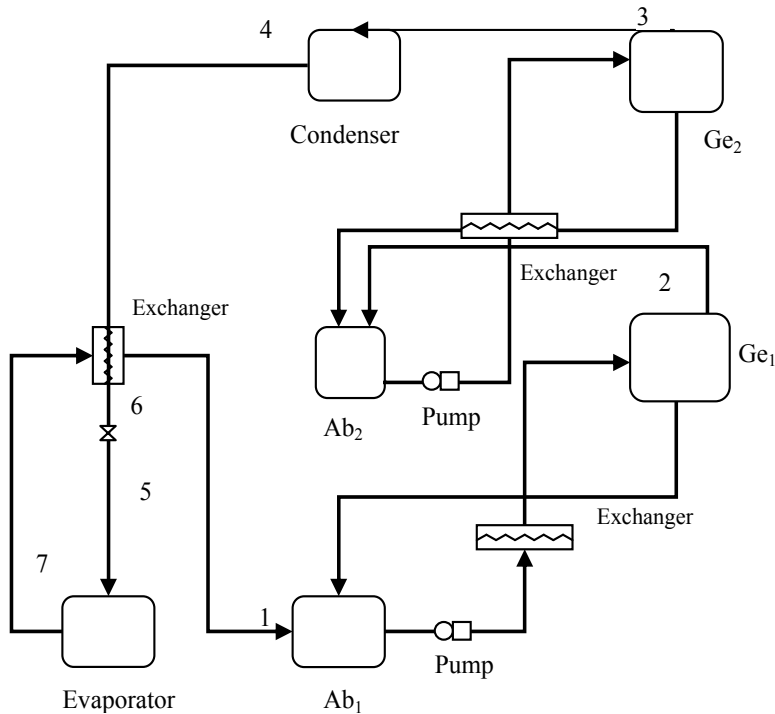 4
3
Condenser
Ge₂
Exchanger
2
Exchanger
Ge₁
6
Ab₂
Pump
5
Exchanger
7
1
Pump
Evaporator
Ab₁